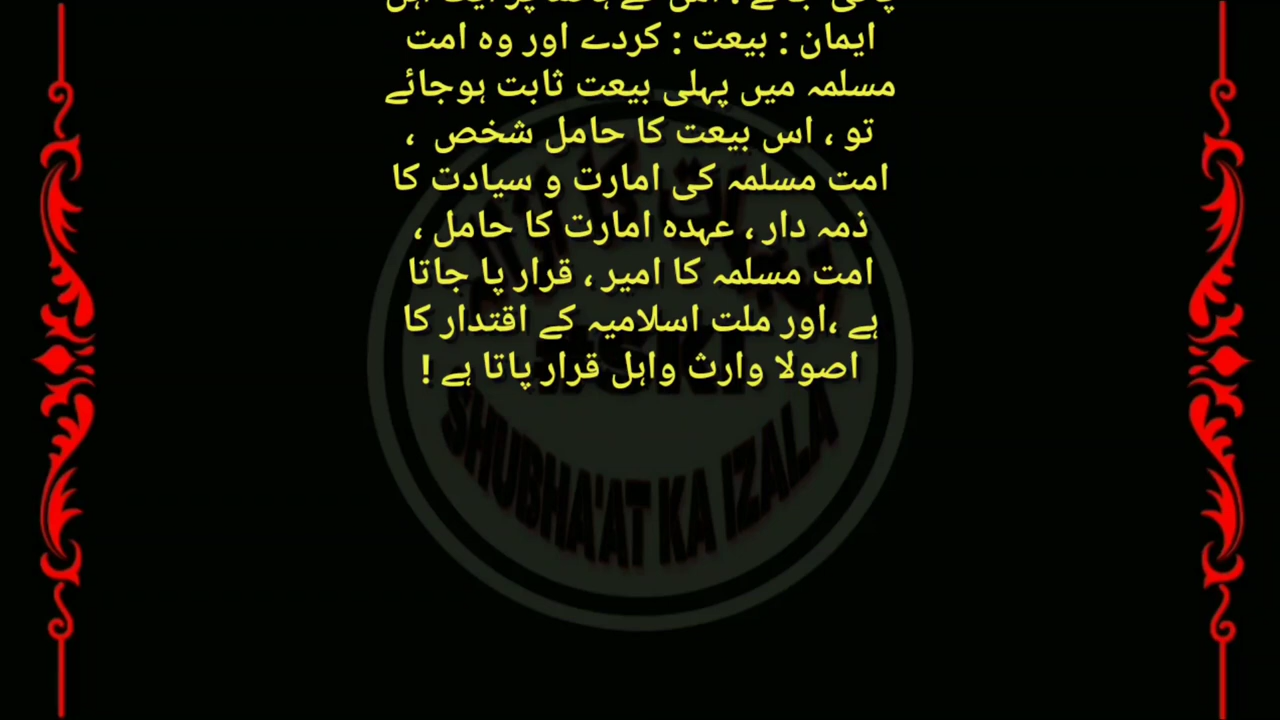 ایمان : بیعت : کردے اور وہ امت
مسلمہ میں پہلی بیعت ثابت ہوجائے
تو ، اس بیعت کا حامل شخص ،
امت مسلمہ کی امارت و سیادت کا
ذمہ دار ، عہدہ امارت کا حامل ،
امت مسلمہ کا امیر ، قرار پا جاتا
ہے ،اور ملت اسلامیہ کے اقتدار کا
اصولا وارث واہل قرار پاتا ہے !
SHUBHA'AT KA IZALA